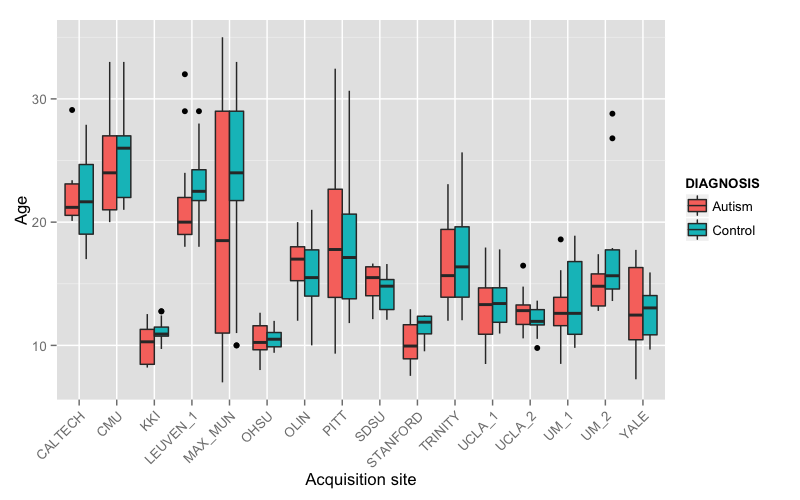 30
20
10
Age
CALTECH
CMU
KKI
LEUVEN_1
MAX_MUN
OHSU
OLIN
PITT
SDSU
STANFORD
TRINITY
UCLA_1
UCLA_2
UM_1
UM_2
YALE
Acquisition site
DIAGNOSIS
Autism
Control